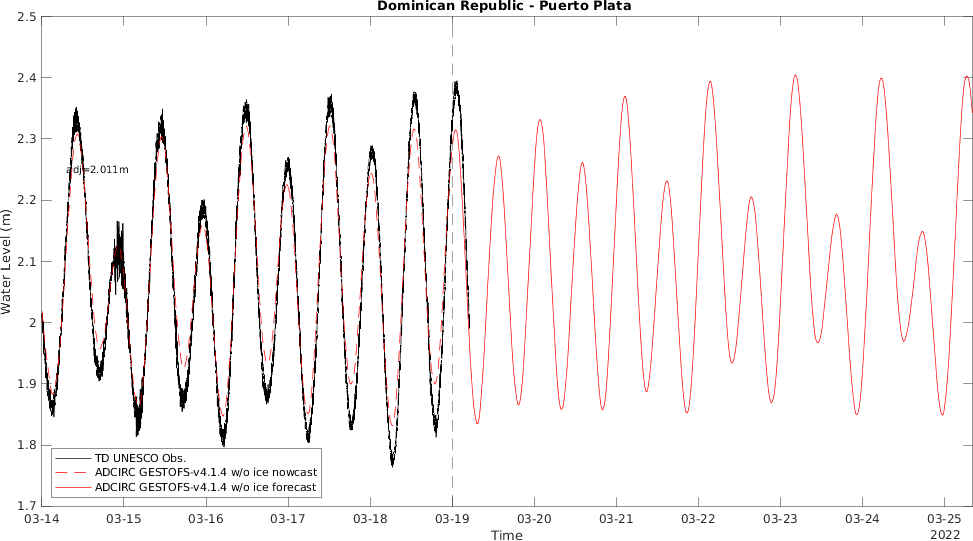 Dominican Republic - Puerto Plata
Water Level (m)
2.5
2.4
2.3
2.2
2.1
2
1.9
1.8
1.7
adj=2.011m
TD UNESCO Obs.
ADCIRC GESTOFS-v4.1.4 w/o ice nowcast
ADCIRC GESTOFS-v4.1.4 w/o ice forecast
03-14 03-15 03-16 03-17 03-18 03-19 03-20 03-21 03-22 03-23 03-24 03-25
Time
2022